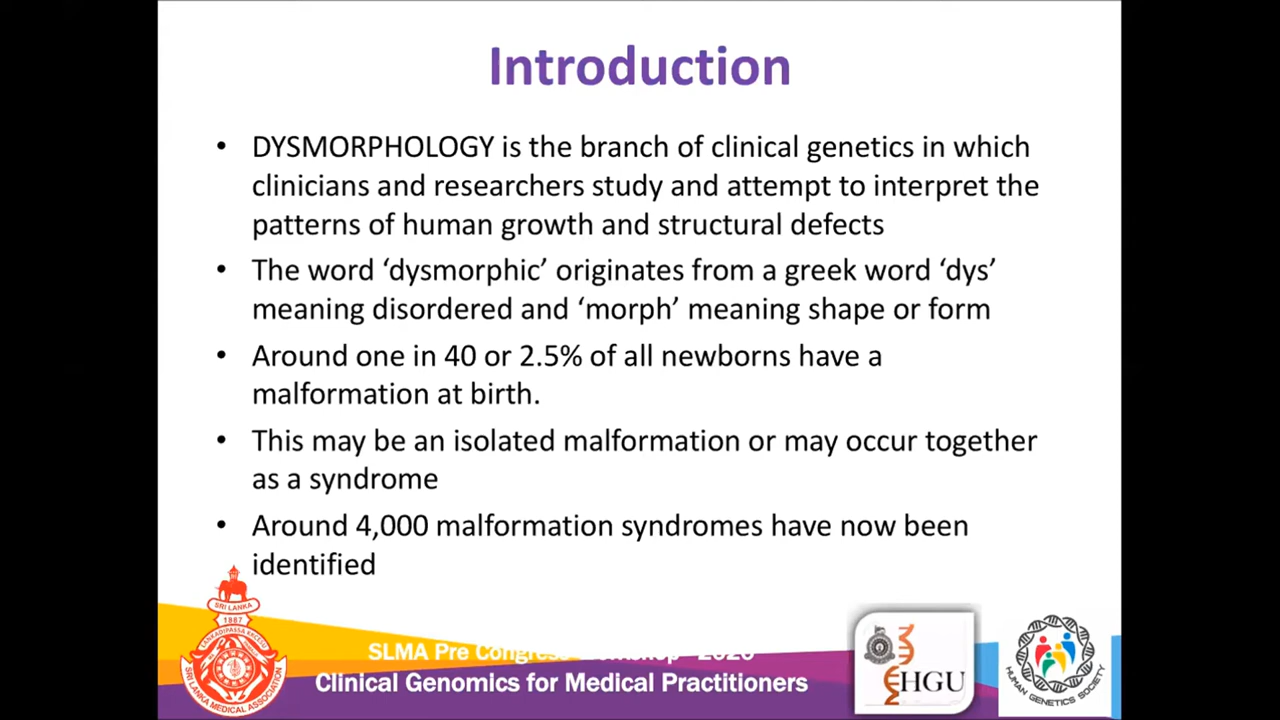 Introduction
• DYSMORPHOLOGY is the branch of clinical genetics in which
clinicians and researchers study and attempt to interpret the
patterns of human growth and structural defects
• The word ‘dysmorphic’ originates from a greek word ‘dys’
meaning disordered and ‘morph’ meaning shape or form
• Around one in 40 or 2.5% of all newborns have a
malformation at birth.
• This may be an isolated malformation or may occur together
as a syndrome
• Around 4,000 malformation syndromes have now been
identified
SRI LANKA
1887
SRI LANKA MEDICAL ASSOCIATION
SLMA Pre Congress Workshop
Clinical Genomics for Medical Practitioners
HGU
HUMAN GENETICS SOCIETY